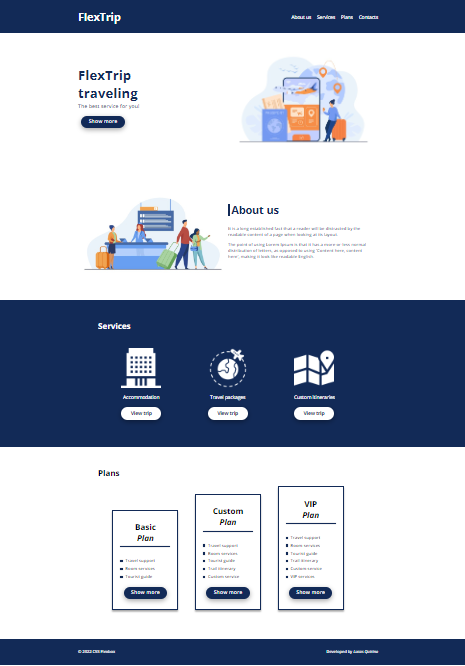 FlexTrip
About us Services Plans Contacts
FlexTrip
traveling
The best service for you!
Show more
About us
It is a long established fact that a reader will be distracted by the
readable content of a page when looking at its layout.
The point of using Lorem Ipsum is that it has a more-or-less normal
distribution of letters, as opposed to using 'Content here, content
here', making it look like readable English.
Services
Accommodation
Travel packages
Custom itineraries
View trip
View trip
View trip
Plans
Basic
Plan
Travel support
Room services
Tourist guide
Show more
Custom
Plan
Travel support
Room services
Tourist guide
Trail itinerary
Custom service
Show more
VIP
Plan
Travel support
Room services
Tourist guide
Trail itinerary
Custom service
VIP services
Show more
© 2023 CSS Flexbox
Developed by Lucas Quirino